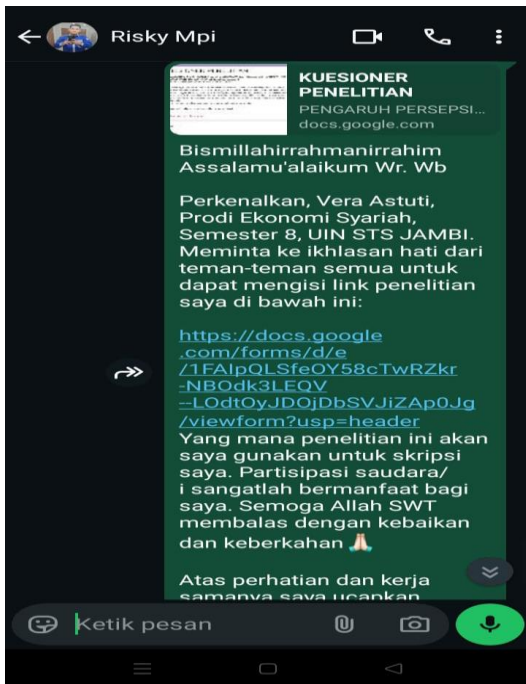 Risky Mpi
KUESIONER
PENELITIAN
PENGARUH PERSEPSI...
docs.google.com
Bismillahirrahmanirrahim
Assalamu'alaikum Wr. Wb
Perkenalkan, Vera Astuti,
Prodi Ekonomi Syariah,
Semester 8, UIN STS JAMBI.
Meminta ke ikhlasan hati dari
teman-teman semua untuk
dapat mengisi link penelitian
saya di bawah ini:
https://docs.google
.com/forms/d/e
/1FAIpQLSfeOY58cTwRZkr
-NBOdk3LEQV
--LOdtOyJDOjDbSVJiZAp0Jg
/viewform?usp=header
Yang mana penelitian ini akan
saya gunakan untuk skripsi
saya. Partisipasi saudara/
i sangatlah bermanfaat bagi
saya. Semoga Allah SWT
membalas dengan kebaikan
dan keberkahan 🙏🏻
Atas perhatian dan kerja
samanya saya ucapkan
Ketik pesan